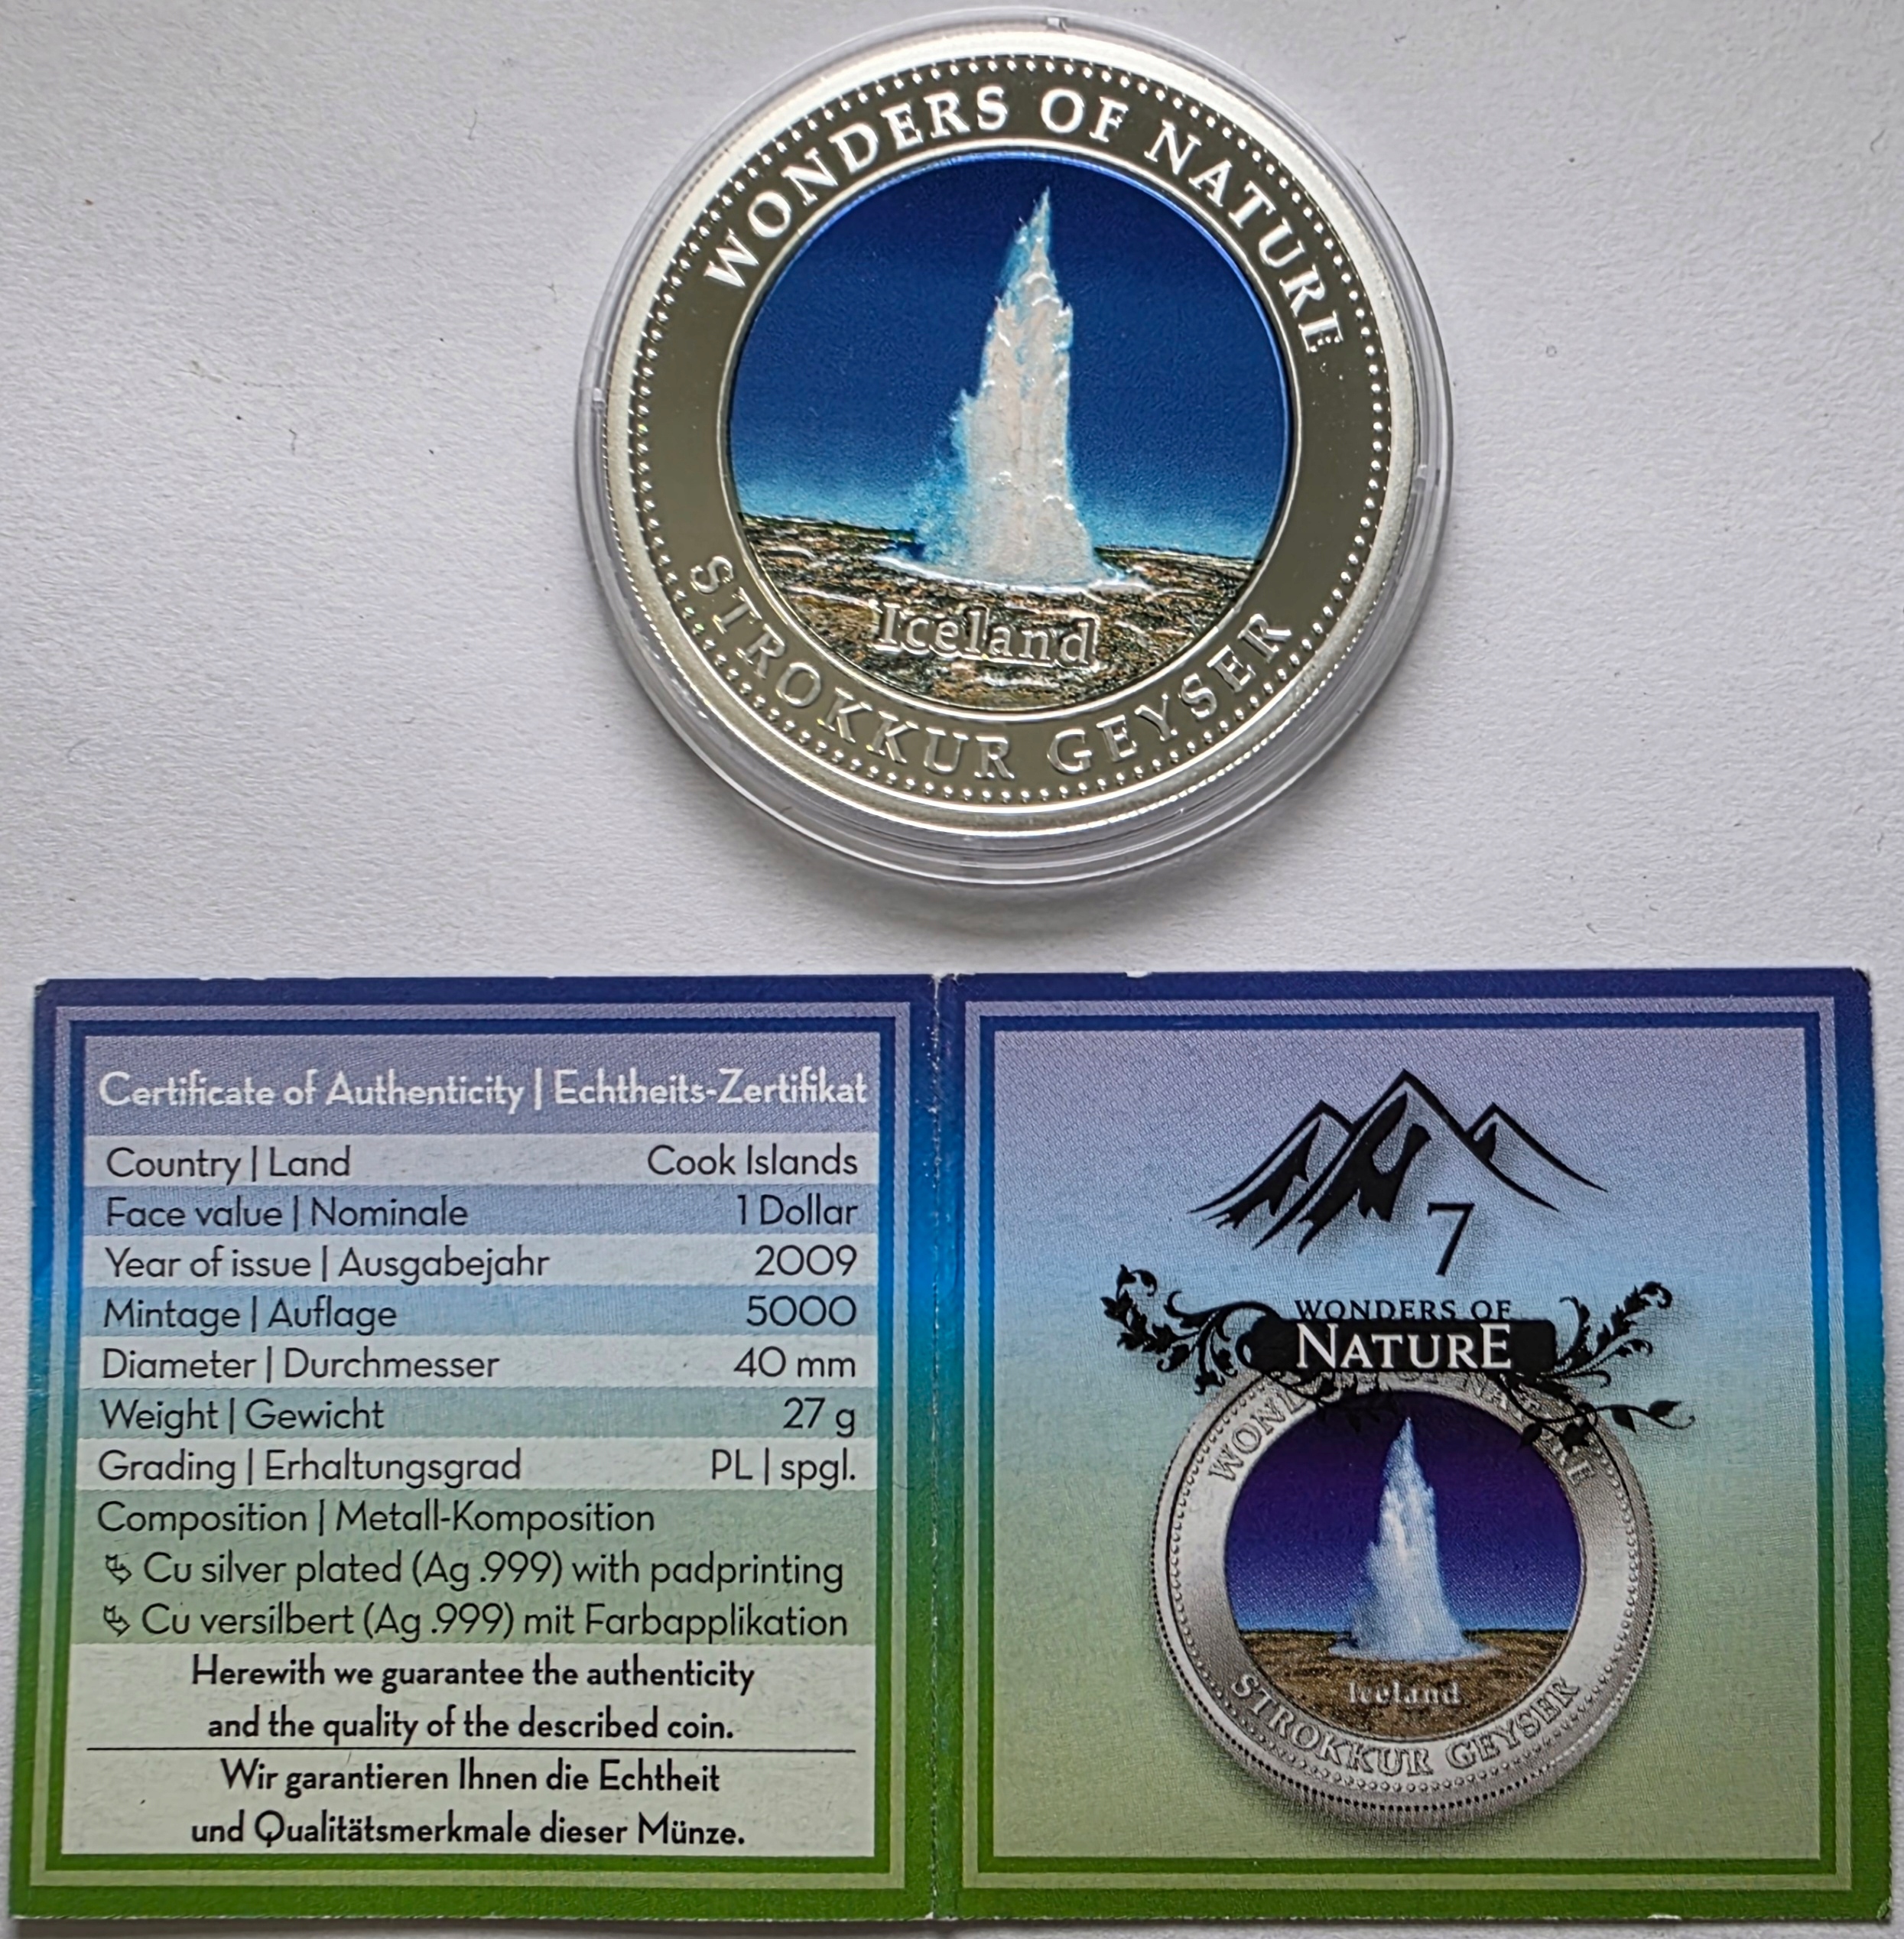 WONDERS OF NATURE
Iceland
STROKKUR GEYSER
Certificate of Authenticity | Echtheits-Zertifikat
Country | Land Cook Islands
Face value | Nominale 1 Dollar
Year of issue | Ausgabejahr 2009
Mintage | Auflage 5000
Diameter | Durchmesser 40 mm
Weight | Gewicht 27 g
Grading | Erhaltungsgrad PL | spgl.
Composition | Metall-Komposition
Cu silver plated (Ag .999) with padprinting
Cu versilbert (Ag .999) mit Farbapplikation
Herewith we guarantee the authenticity
and the quality of the described coin.
Wir garantieren Ihnen die Echtheit
und Qualitätsmerkmale dieser Münze.
7
WONDERS OF
NATURE
WONDERS OF NATURE
Iceland
STROKKUR GEYSER